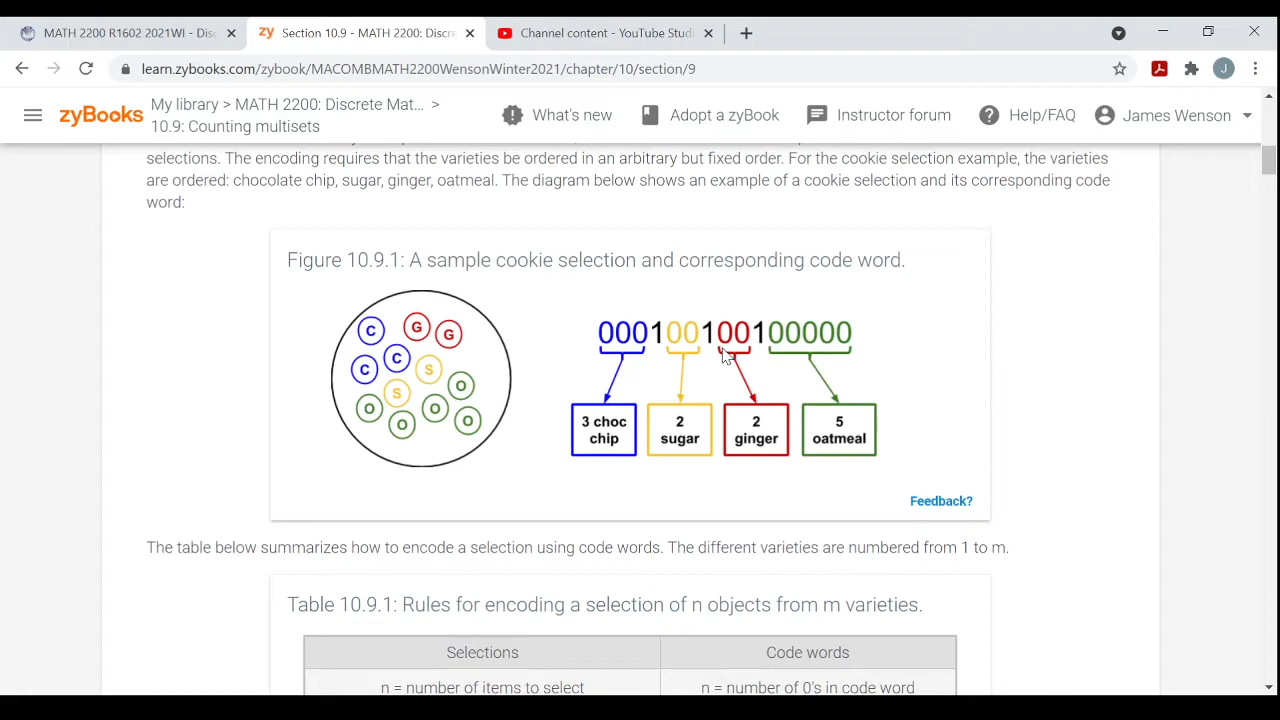 MATH 2200 R1602 2021WI - Disc
Section 10.9 - MATH 2200: Discre
Channel content - YouTube Studi
learn.zybooks.com/zybook/MACOMBMATH2200WensonWinter2021/chapter/10/section/9
J
zyBooks
My library > MATH 2200: Discrete Mat... >
10.9: Counting multisets
What's new
Adopt a zyBook
Instructor forum
Help/FAQ
James Wenson
selections. The encoding requires that the varieties be ordered in an arbitrary but fixed order. For the cookie selection example, the varieties
are ordered: chocolate chip, sugar, ginger, oatmeal. The diagram below shows an example of a cookie selection and its corresponding code
word:
Figure 10.9.1: A sample cookie selection and corresponding code word.
C G G
C C S
S O
O O O O
000100100100000
3 choc chip
2 sugar
2 ginger
5 oatmeal
Feedback?
The table below summarizes how to encode a selection using code words. The different varieties are numbered from 1 to m.
Table 10.9.1: Rules for encoding a selection of n objects from m varieties.
Selections
Code words
n = number of items to select
n = number of 0's in code word